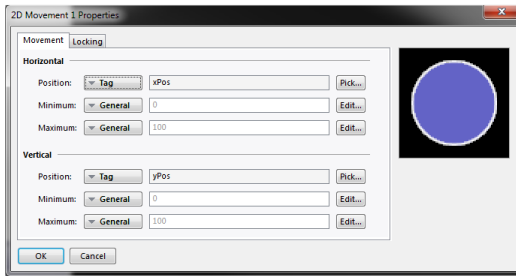 2D Movement 1 Properties
Movement Locking
Horizontal
Position: Tag xPos Pick...
Minimum: General 0 Edit...
Maximum: General 100 Edit...
Vertical
Position: Tag yPos Pick...
Minimum: General 0 Edit...
Maximum: General 100 Edit...
OK Cancel